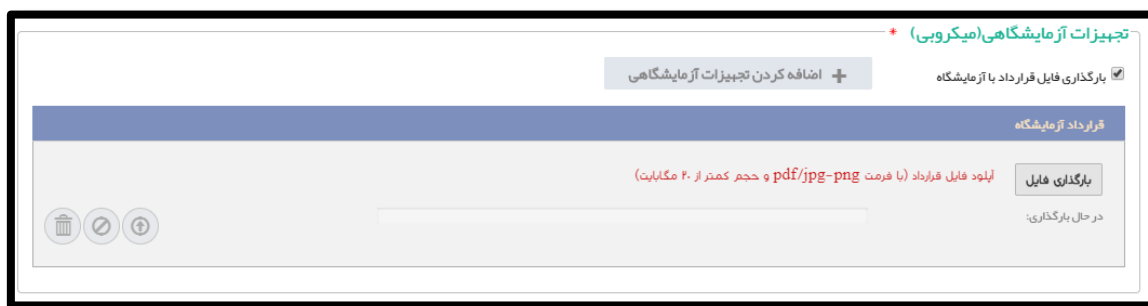 تجهیزات آزمایشگاهی(میکروبی) *
بارگذاری فایل قرارداد با آزمایشگاه
+ اضافه کردن تجهیزات آزمایشگاهی
قرارداد آزمایشگاه
بارگذاری فایل
آپلود فایل قرارداد (با فرمت pdf/jpg-png و حجم کمتر از ۲۰ مگابایت)
در حال بارگذاری: